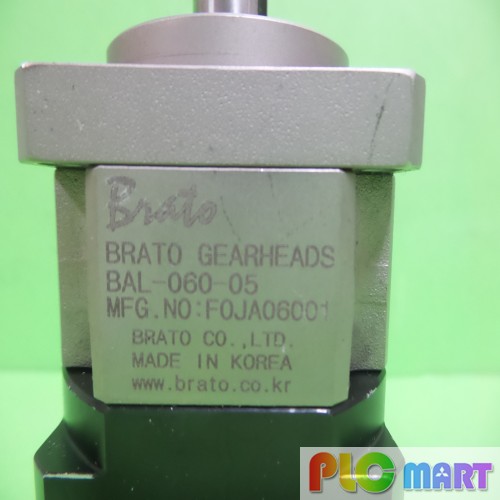 Brato
BRATO GEARHEADS
BAL-060-05
MFG.NO:FOJA06001
BRATO CO.,LTD.
MADE IN KOREA
www.brato.co.kr
PLC MART